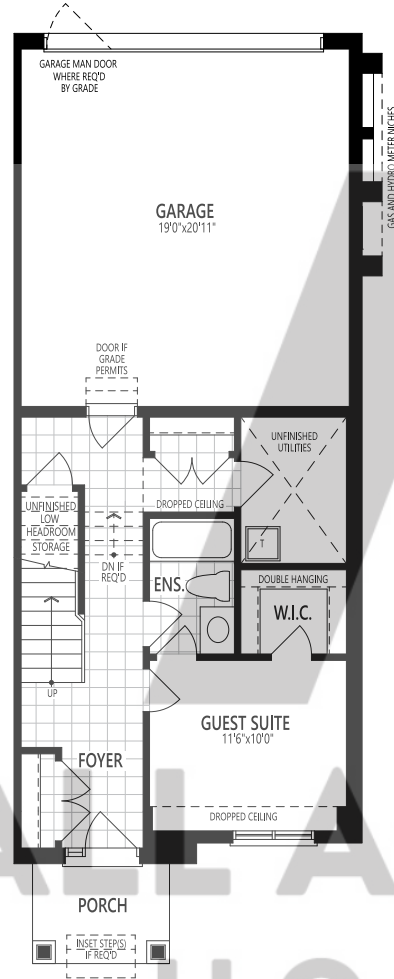 GARAGE MAN DOOR
WHERE REQ'D
BY GRADE
GAS AND HYDRO METER NICHES
GARAGE
19'0"x20'11"
DOOR IF
GRADE
PERMITS
UNFINISHED
UTILITIES
UNFINISHED
LOW
HEADROOM
STORAGE
DROPPED CEILING
T
DN IF
REQ'D
ENS.
DOUBLE HANGING
W.I.C.
UP
GUEST SUITE
11'6"x10'0"
FOYER
DROPPED CEILING
PORCH
INSET STEP(S)
IF REQ'D